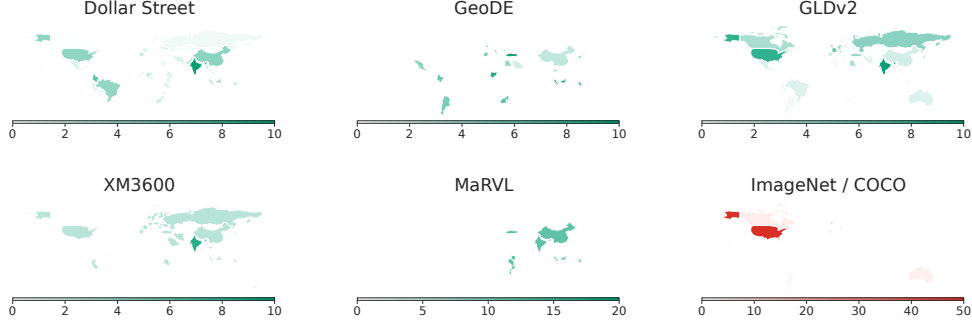 Dollar Street
GeoDE
GLDv2
0 2 4 6 8 10
0 2 4 6 8 10
0 2 4 6 8 10
XM3600
MaRVL
ImageNet / COCO
0 2 4 6 8 10
0 5 10 15 20
0 10 20 30 40 50